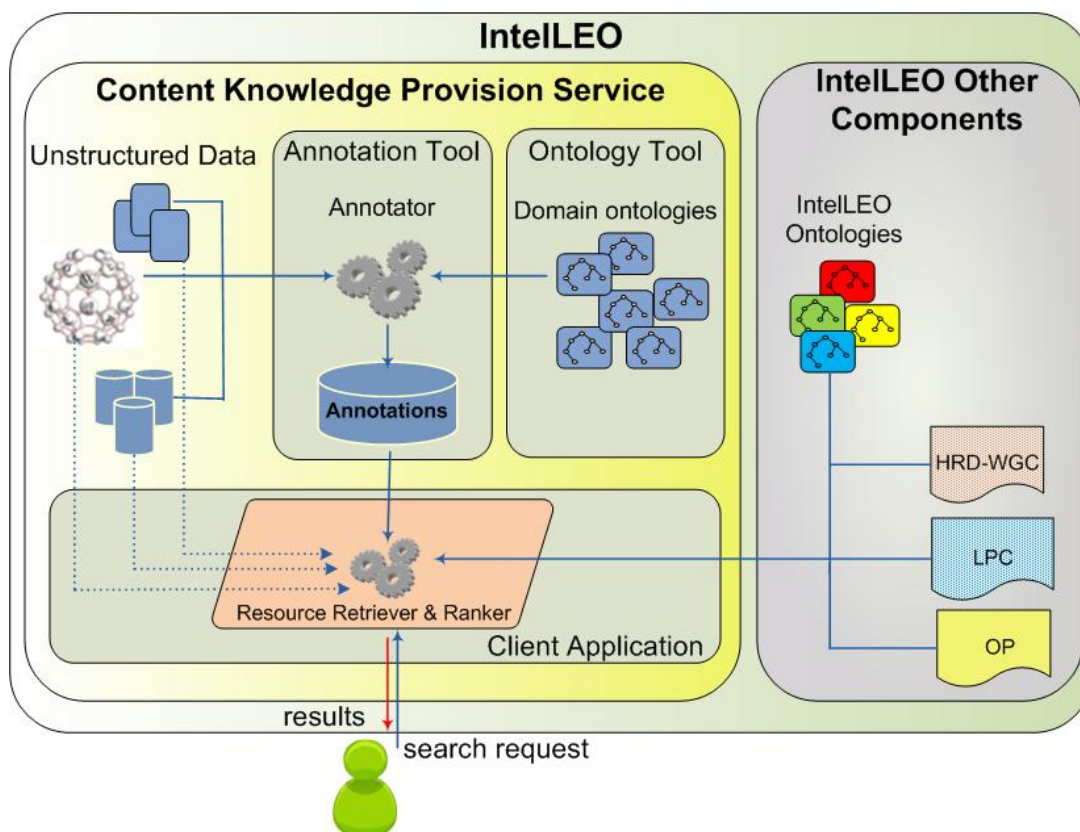 IntelLEO
Content Knowledge Provision Service
IntelLEO Other
Components
Unstructured Data
Annotation Tool
Ontology Tool
Annotator
Domain ontologies
IntelLEO
Ontologies
Annotations
HRD-WGC
LPC
Resource Retriever & Ranker
OP
Client Application
results
search request